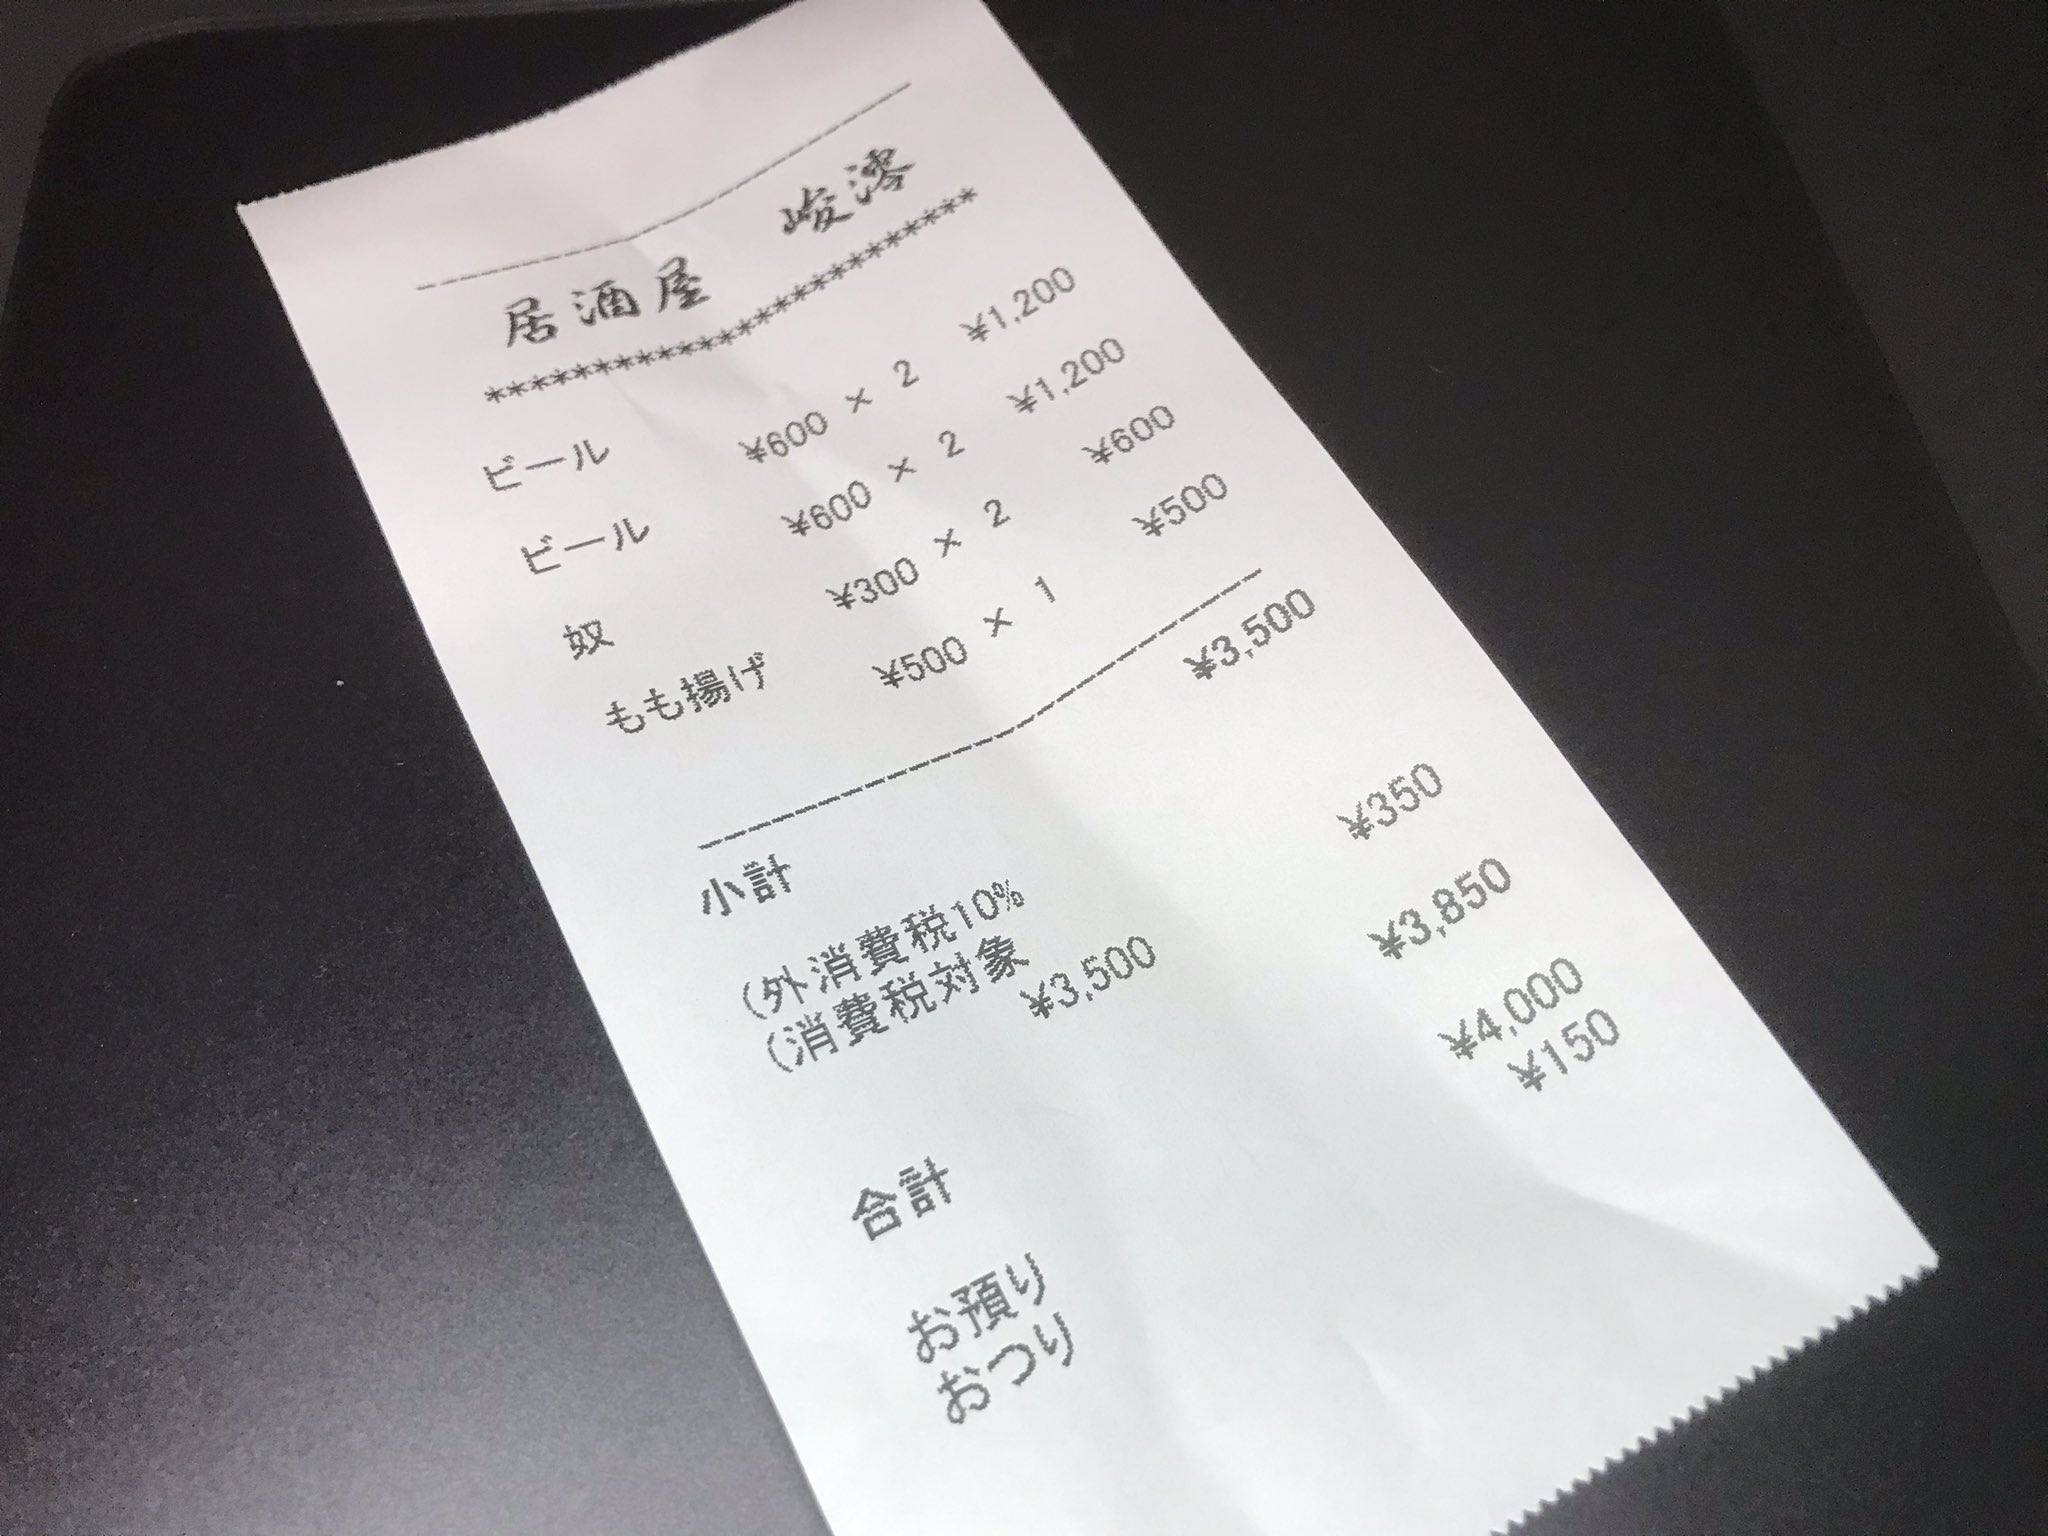 居酒屋 峻澪
******************************
ビール ¥600 × 2 ¥1,200
ビール ¥600 × 2 ¥1,200
奴 ¥300 × 2 ¥600
もも揚げ ¥500 × 1 ¥500
小計 ¥3,500
(外消費税10% ¥350
(消費税対象 ¥3,500
合計 ¥3,850
お預り ¥4,000
おつり ¥150